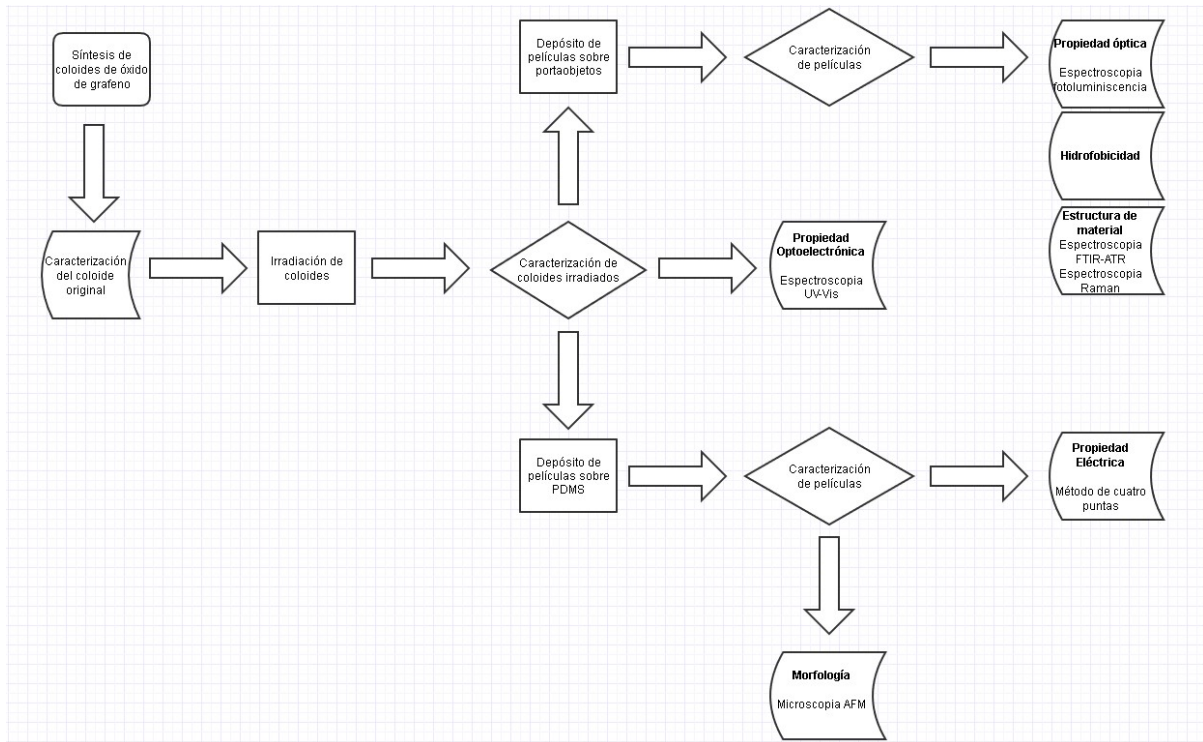 Síntesis de
coloides de óxido
de grafeno
Depósito de
películas sobre
portaobjetos
Caracterización
de películas
Propiedad óptica
Espectroscopia
fotoluminiscencia
Hidrofobicidad
Estructura de
material
Espectroscopia
FTIR-ATR
Espectroscopia
Raman
Caracterización
del coloide
original
Irradiación de
coloides
Caracterización de
coloides irradiados
Propiedad
Optoelectrónica
Espectroscopia
UV-Vis
Depósito de
películas sobre
PDMS
Caracterización
de películas
Propiedad
Eléctrica
Método de cuatro
puntas
Morfología
Microscopia AFM